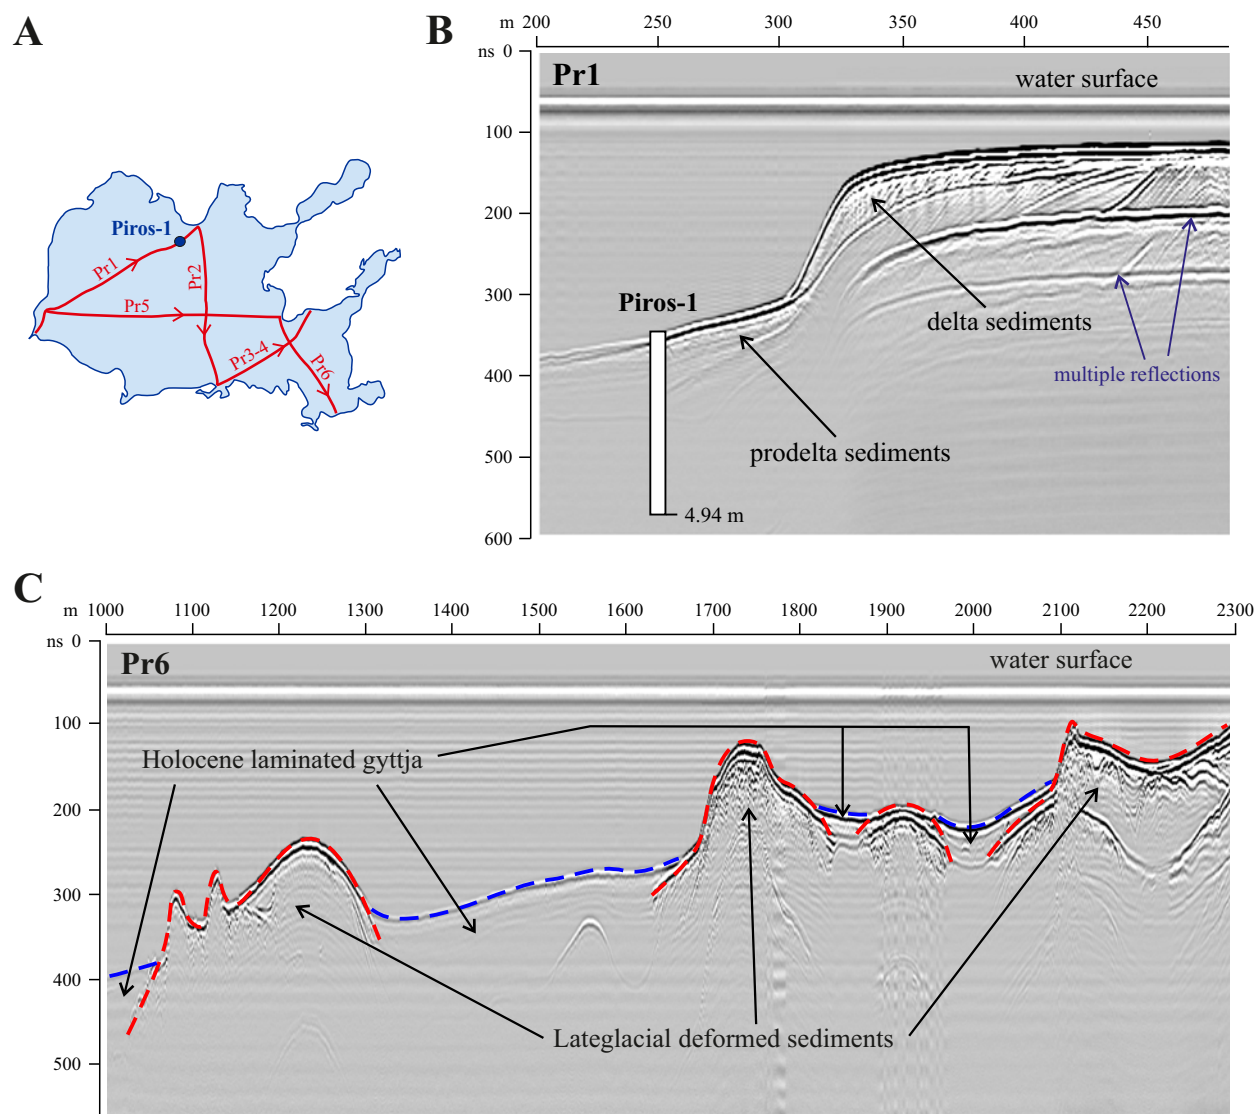 A
Piros-1
Pr1
Pr2
Pr5
Pr3-4
Pr6
B
m 200 250 300 350 400 450
ns 0
100
200
300
400
500
600
Pr1
water surface
Piros-1
delta sediments
multiple reflections
prodelta sediments
4.94 m
C
m 1000 1100 1200 1300 1400 1500 1600 1700 1800 1900 2000 2100 2200 2300
ns 0
100
200
300
400
500
Pr6
water surface
Holocene laminated gyttja
Lateglacial deformed sediments